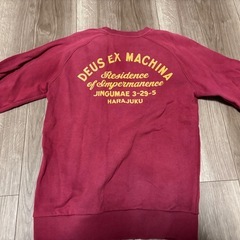 DEUS EX MACHINA
Residence
of Impermanence
JINGUMAE 3-29-5
HARAJUKU